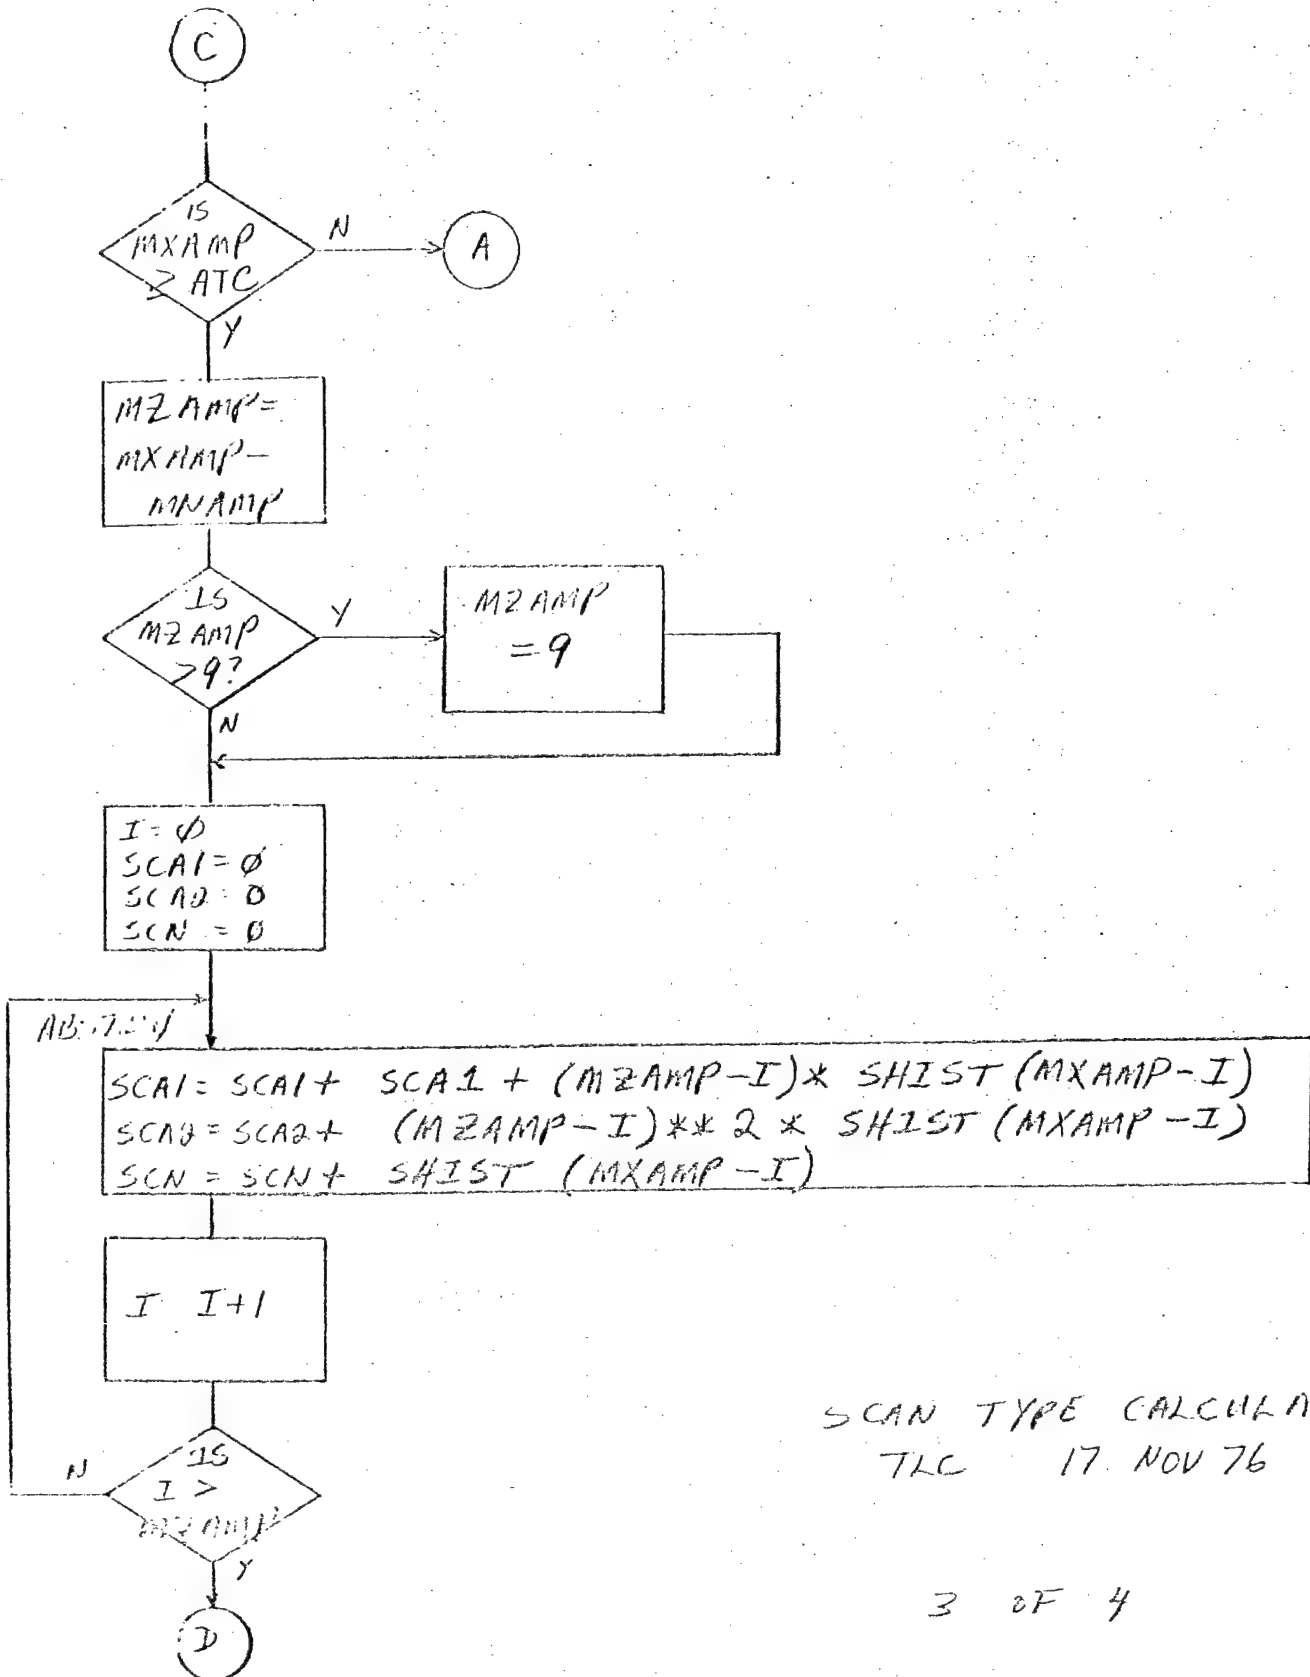 C
IS
MXAMP
≥ ATC
N
A
Y
MZAMP=
MXAMP-
MNAMP
IS
MZAMP
>9?
Y
MZAMP
=9
N
I=Ø
SCA1=Ø
SCA2=Ø
SCN = Ø
SCA1= SCA1+ SCA1 + (MZAMP-I)* SHIST (MXAMP-I)
SCA2= SCA2+ (MZAMP-I)**2 * SHIST (MXAMP-I)
SCN = SCN+ SHIST (MXAMP-I)
I I+1
IS
I >
MZAMP
N
Y
D
SCAN TYPE CALCULA
TLC 17 NOV 76
3 OF 4